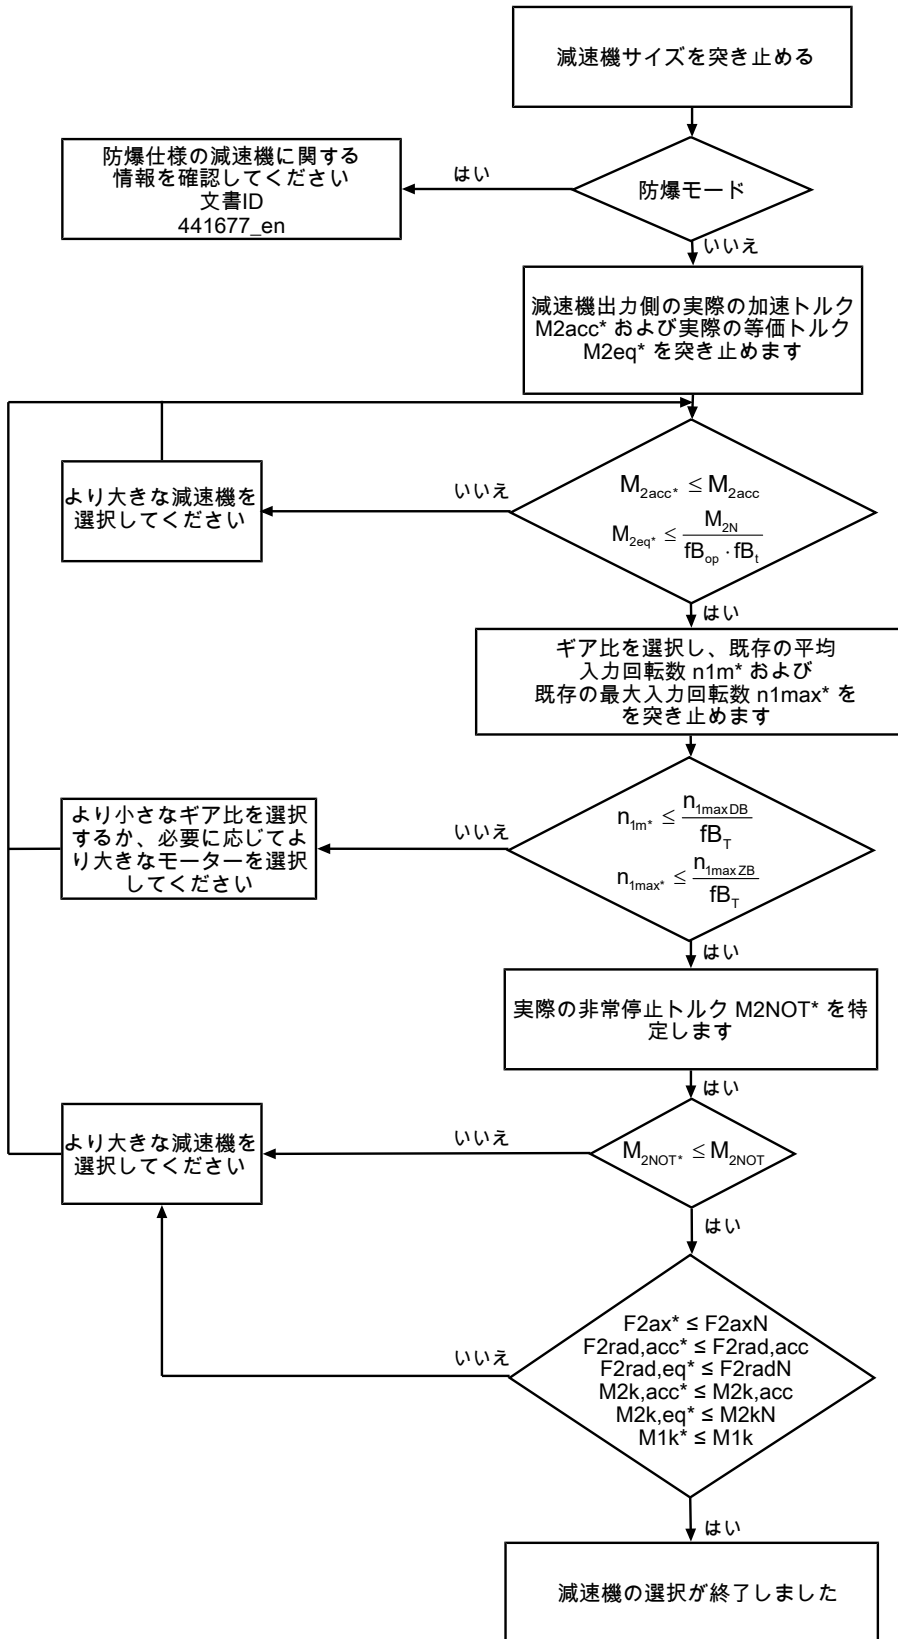 減速機サイズを突き止める
防爆仕様の減速機に関する
情報を確認してください
文書ID
441677_en
はい
防爆モード
いいえ
減速機出力側の実際の加速トルク
M2acc* および実際の等価トルク
M2eq* を突き止めます
より大きな減速機を
選択してください
いいえ
M2acc* ≤ M2acc
M2eq* ≤ M2N / fBop · fBt
はい
ギア比を選択し、既存の平均
入力回転数 n1m* および
既存の最大入力回転数 n1max* を
を突き止めます
より小さなギア比を選択
するか、必要に応じてよ
り大きなモーターを選択
してください
いいえ
n1m* ≤ n1maxDB / fBT
n1max* ≤ n1maxZB / fBT
はい
実際の非常停止トルク M2NOT* を特
定します
はい
より大きな減速機を
選択してください
いいえ
M2NOT* ≤ M2NOT
はい
いいえ
F2ax* ≤ F2axN
F2rad,acc* ≤ F2rad,acc
F2rad,eq* ≤ F2radN
M2k,acc* ≤ M2k,acc
M2k,eq* ≤ M2kN
M1k* ≤ M1k
はい
減速機の選択が終了しました